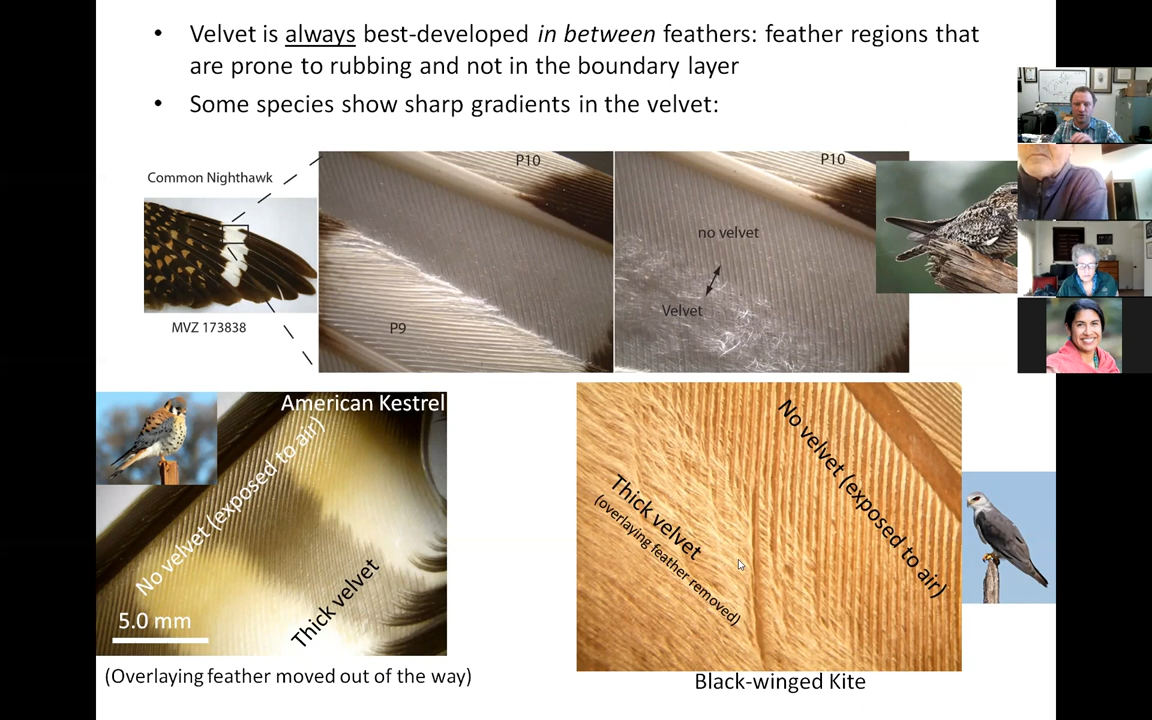 • Velvet is always best-developed in between feathers: feather regions that
are prone to rubbing and not in the boundary layer
• Some species show sharp gradients in the velvet:
Common Nighthawk
MVZ 173838
P10
P9
P10
no velvet
Velvet
American Kestrel
No velvet (exposed to air)
Thick velvet
5.0 mm
(Overlaying feather moved out of the way)
No velvet (exposed to air)
Thick velvet
(overlaying feather removed)
Black-winged Kite